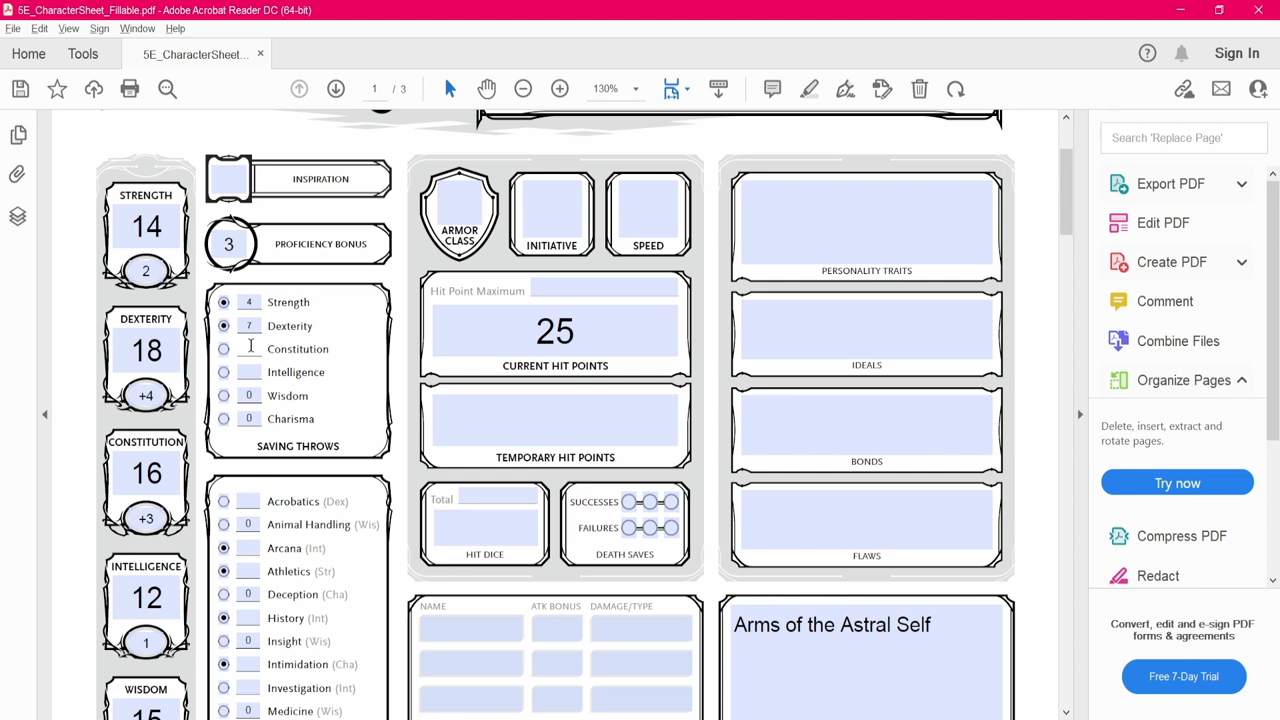 5E_CharacterSheet_Fillable.pdf - Adobe Acrobat Reader DC (64-bit)
File Edit View Sign Window Help
Home Tools 5E_CharacterSheet... × Sign In
1 / 3 130%
STRENGTH
14
2
DEXTERITY
18
+4
CONSTITUTION
16
+3
INTELLIGENCE
12
1
WISDOM
INSPIRATION
3 PROFICIENCY BONUS
4 Strength
7 Dexterity
Constitution
Intelligence
0 Wisdom
0 Charisma
SAVING THROWS
Acrobatics (Dex)
0 Animal Handling (Wis)
Arcana (Int)
Athletics (Str)
0 Deception (Cha)
History (Int)
0 Insight (Wis)
Intimidation (Cha)
Investigation (Int)
0 Medicine (Wis)
ARMOR
CLASS
INITIATIVE
SPEED
Hit Point Maximum
25
CURRENT HIT POINTS
TEMPORARY HIT POINTS
Total
HIT DICE
SUCCESSES
FAILURES
DEATH SAVES
NAME ATK BONUS DAMAGE/TYPE
PERSONALITY TRAITS
IDEALS
BONDS
FLAWS
Arms of the Astral Self
Search 'Replace Page'
Export PDF
Edit PDF
Create PDF
Comment
Combine Files
Organize Pages
Delete, insert, extract and
rotate pages.
Try now
Compress PDF
Redact
Convert, edit and e-sign PDF
forms & agreements
Free 7-Day Trial